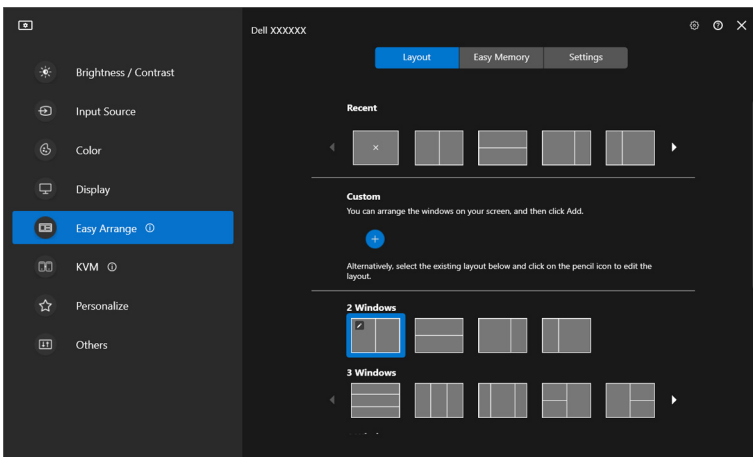 Dell XXXXXX
Brightness / Contrast
Input Source
Color
Display
Easy Arrange
KVM
Personalize
Others
Layout
Easy Memory
Settings
Recent
Custom
You can arrange the windows on your screen, and then click Add.
Alternatively, select the existing layout below and click on the pencil icon to edit the
layout.
2 Windows
3 Windows